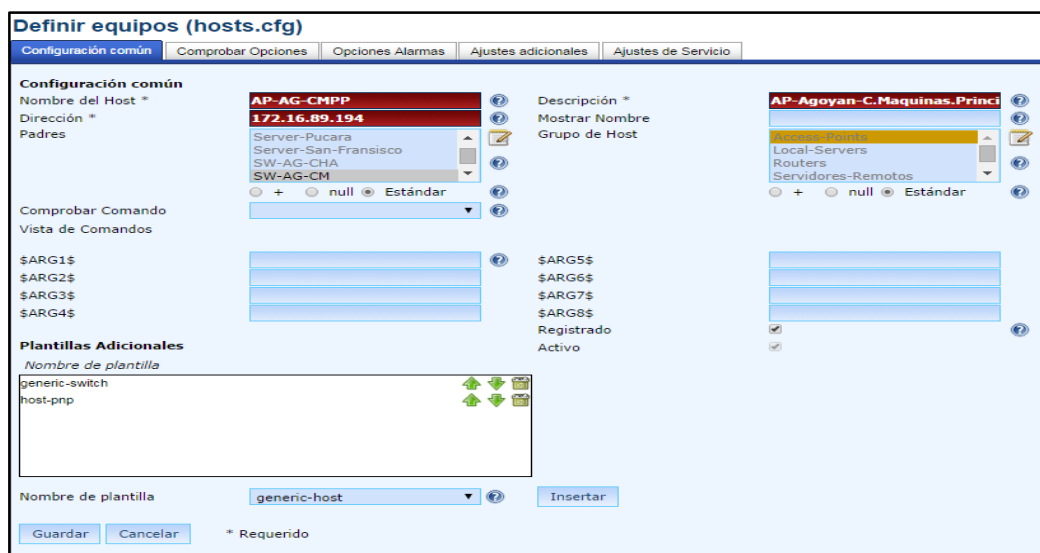 Definir equipos (hosts.cfg)
Configuración común Comprobar Opciones Opciones Alarmas Ajustes adicionales Ajustes de Servicio
Configuración común
Nombre del Host * AP-AG-CMPP Descripción * AP-Agoyan-C.Maquinas.Princi
Dirección * 172.16.89.194 Mostrar Nombre
Padres Server-Pucara Grupo de Host Access-Points
Server-San-Fransisco Local-Servers
SW-AG-CHA Routers
SW-AG-CM Servidores-Remotos
+ null Estándar + null Estándar
Comprobar Comando
Vista de Comandos
$ARG1$ $ARG5$
$ARG2$ $ARG6$
$ARG3$ $ARG7$
$ARG4$ $ARG8$
Registrado
Plantillas Adicionales Activo
Nombre de plantilla
generic-switch
host-pnp
Nombre de plantilla generic-host Insertar
Guardar Cancelar * Requerido